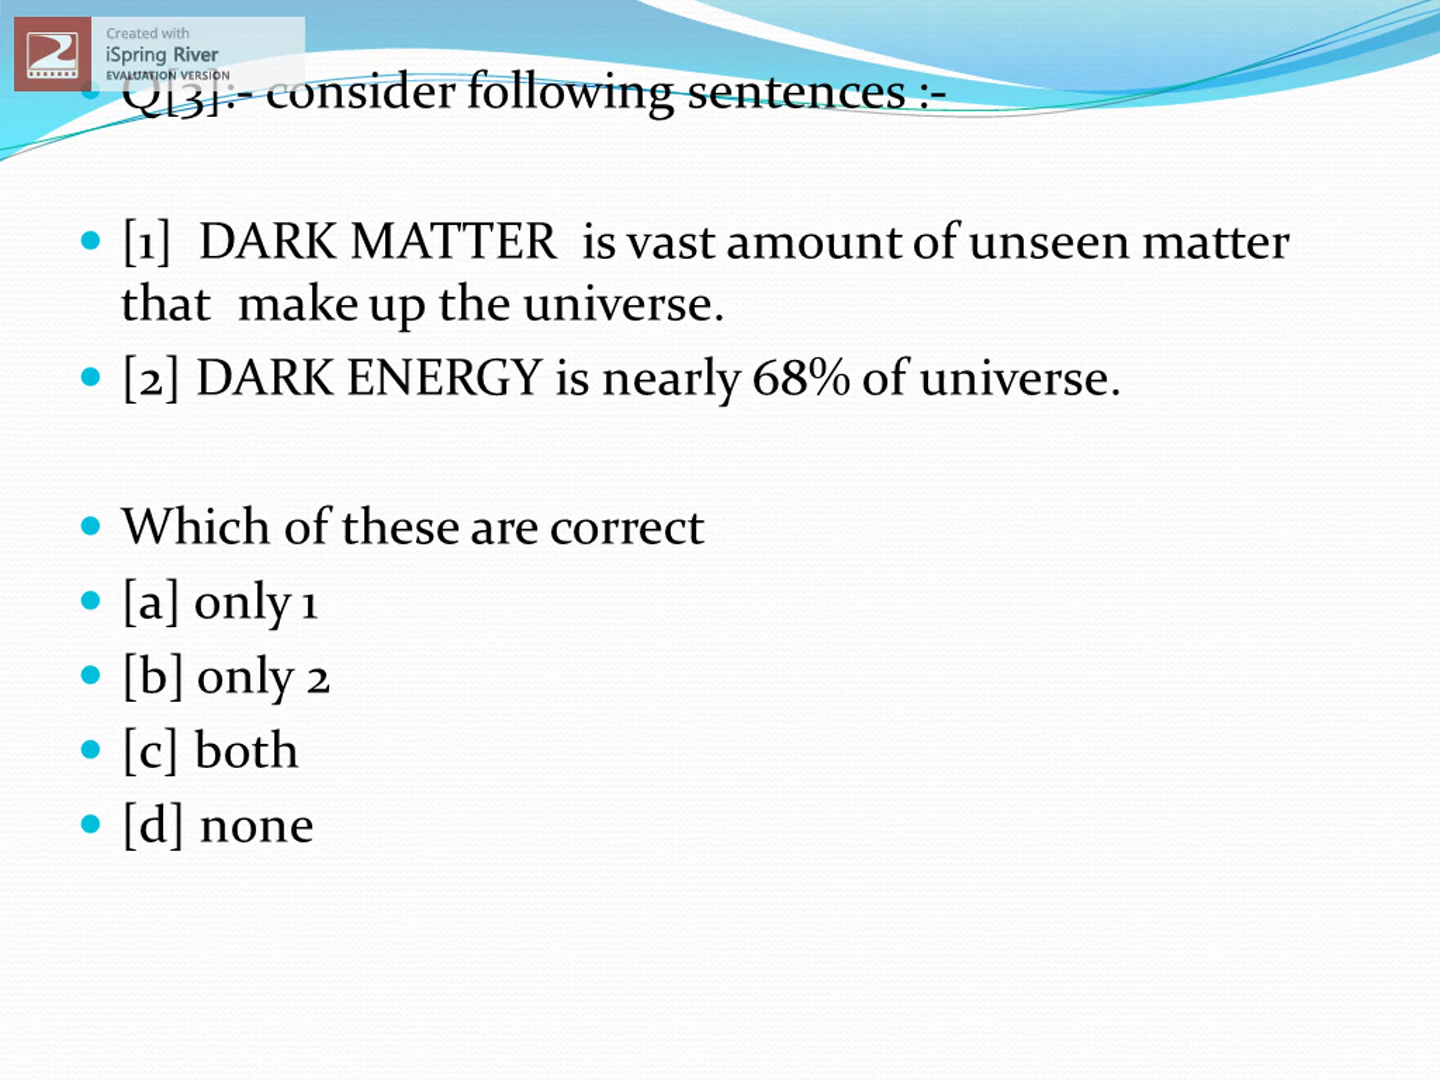 Created with
iSpring River
EVALUATION VERSION
Q[3]:- consider following sentences :-
[1] DARK MATTER is vast amount of unseen matter
that make up the universe.
[2] DARK ENERGY is nearly 68% of universe.
Which of these are correct
[a] only 1
[b] only 2
[c] both
[d] none